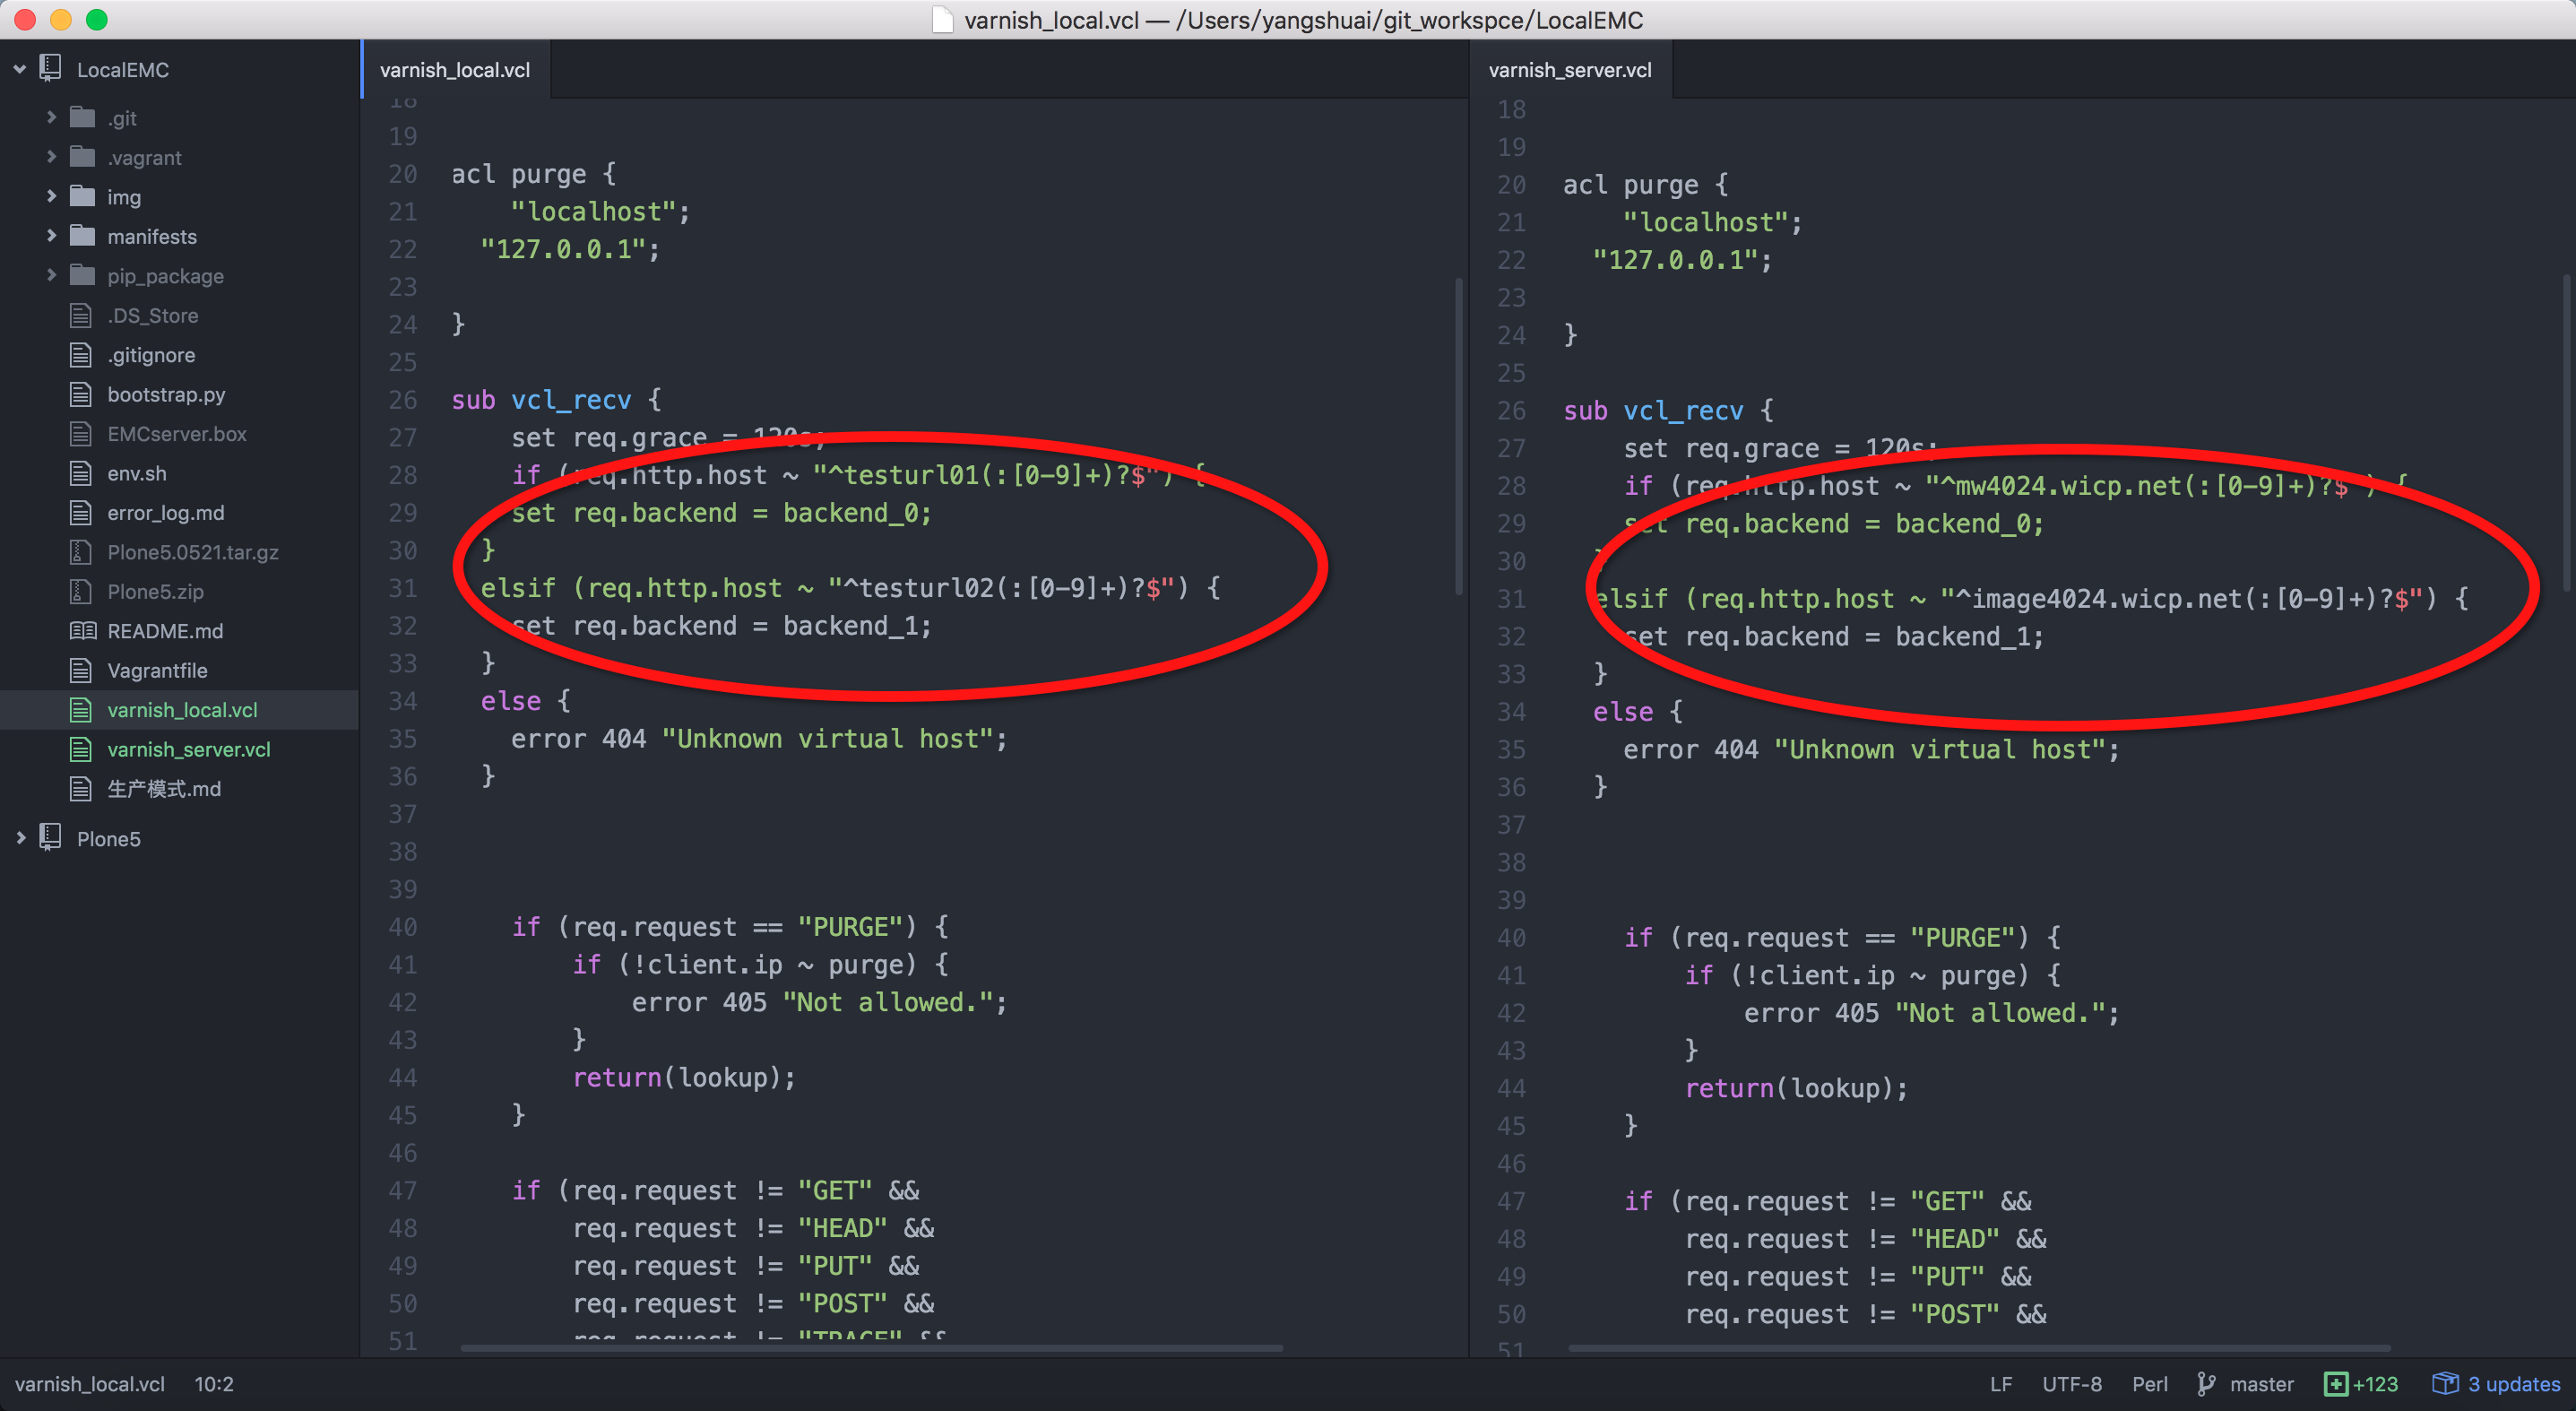 varnish_local.vcl — /Users/yangshuai/git_workspce/LocalEMC
LocalEMC
.git
.vagrant
img
manifests
pip_package
.DS_Store
.gitignore
bootstrap.py
EMCserver.box
env.sh
error_log.md
Plone5.0521.tar.gz
Plone5.zip
README.md
Vagrantfile
varnish_local.vcl
varnish_server.vcl
生产模式.md
Plone5
varnish_local.vcl
18
19
20 acl purge {
21 "localhost";
22 "127.0.0.1";
23
24 }
25
26 sub vcl_recv {
27 set req.grace = 120s;
28 if (req.http.host ~ "^testurl01(:[0-9]+)?$") {
29 set req.backend = backend_0;
30 }
31 elsif (req.http.host ~ "^testurl02(:[0-9]+)?$") {
32 set req.backend = backend_1;
33 }
34 else {
35 error 404 "Unknown virtual host";
36 }
37
38
39
40 if (req.request == "PURGE") {
41 if (!client.ip ~ purge) {
42 error 405 "Not allowed.";
43 }
44 return(lookup);
45 }
46
47 if (req.request != "GET" &&
48 req.request != "HEAD" &&
49 req.request != "PUT" &&
50 req.request != "POST" &&
51 req.request != "TRACE" &&
varnish_server.vcl
18
19
20 acl purge {
21 "localhost";
22 "127.0.0.1";
23
24 }
25
26 sub vcl_recv {
27 set req.grace = 120s;
28 if (req.http.host ~ "^mw4024.wicp.net(:[0-9]+)?$") {
29 set req.backend = backend_0;
30 }
31 elsif (req.http.host ~ "^image4024.wicp.net(:[0-9]+)?$") {
32 set req.backend = backend_1;
33 }
34 else {
35 error 404 "Unknown virtual host";
36 }
37
38
39
40 if (req.request == "PURGE") {
41 if (!client.ip ~ purge) {
42 error 405 "Not allowed.";
43 }
44 return(lookup);
45 }
46
47 if (req.request != "GET" &&
48 req.request != "HEAD" &&
49 req.request != "PUT" &&
50 req.request != "POST" &&
51
varnish_local.vcl 10:2 LF UTF-8 Perl master +123 3 updates